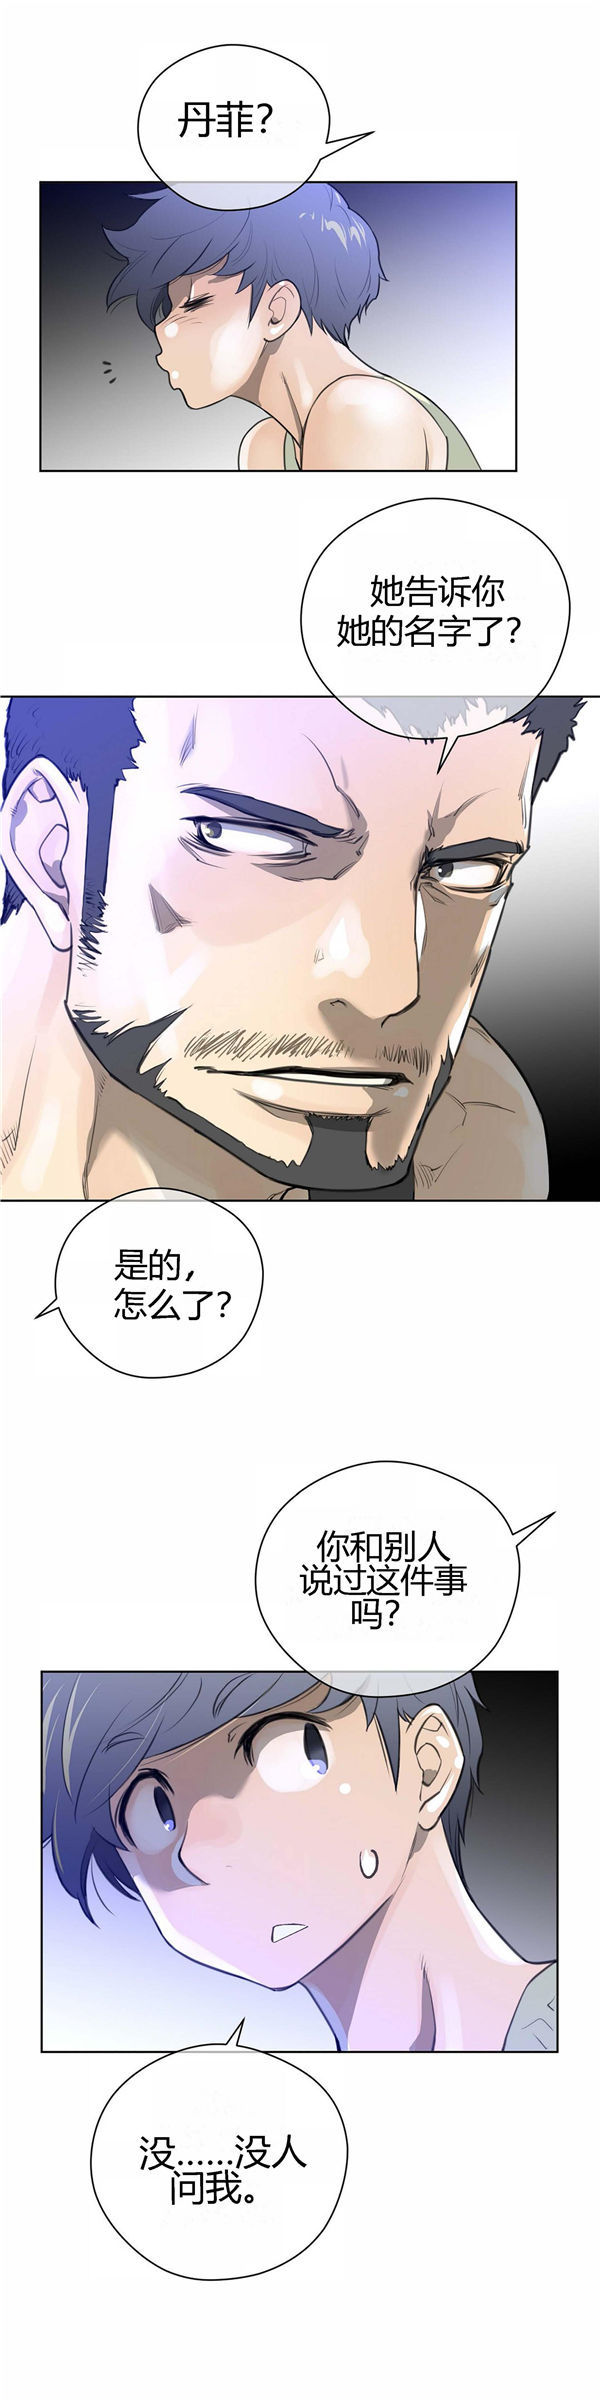 丹菲?
她告诉你
她的名字了?
是的,
怎么了?
你和别人
说过这件事
吗?
没……没人
问我。